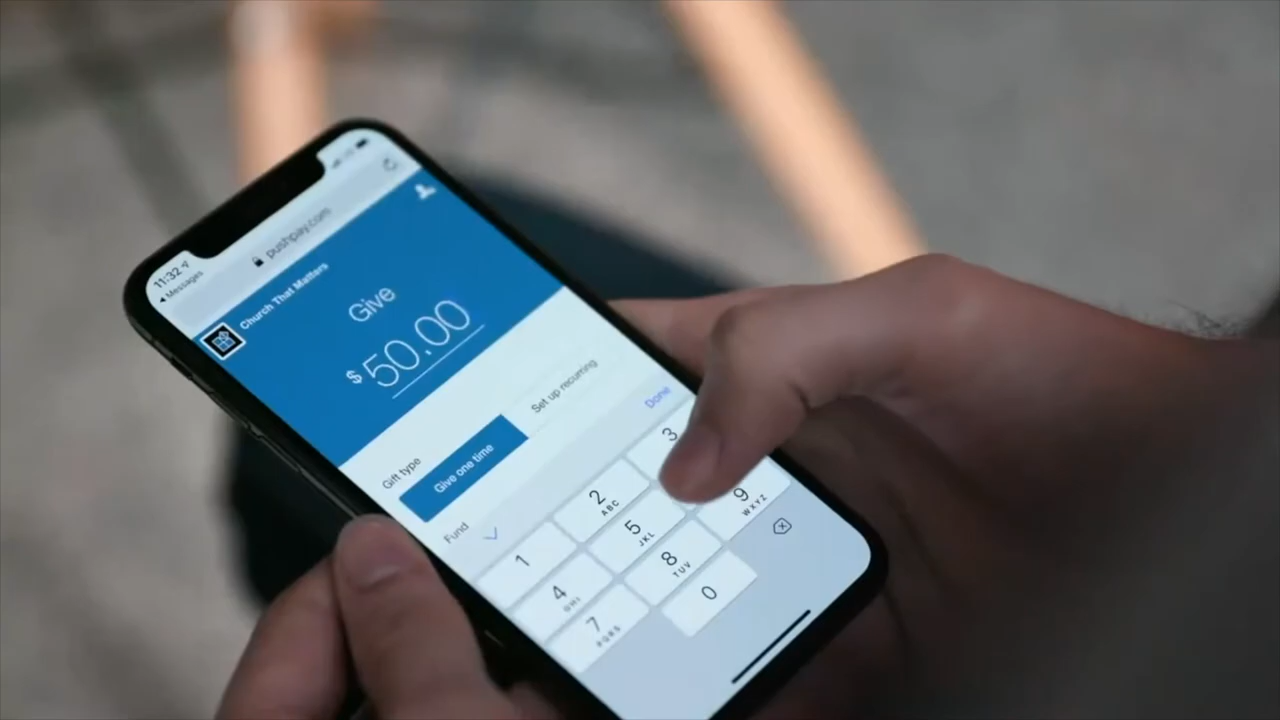 11:32
Messages
pushpay.com
Church That Matters
Give
$50.00
Gift type
Give one time
Set up recurring
Fund
Done
1
2
ABC
3
4
GHI
5
JKL
7
PQRS
8
TUV
9
WXYZ
0